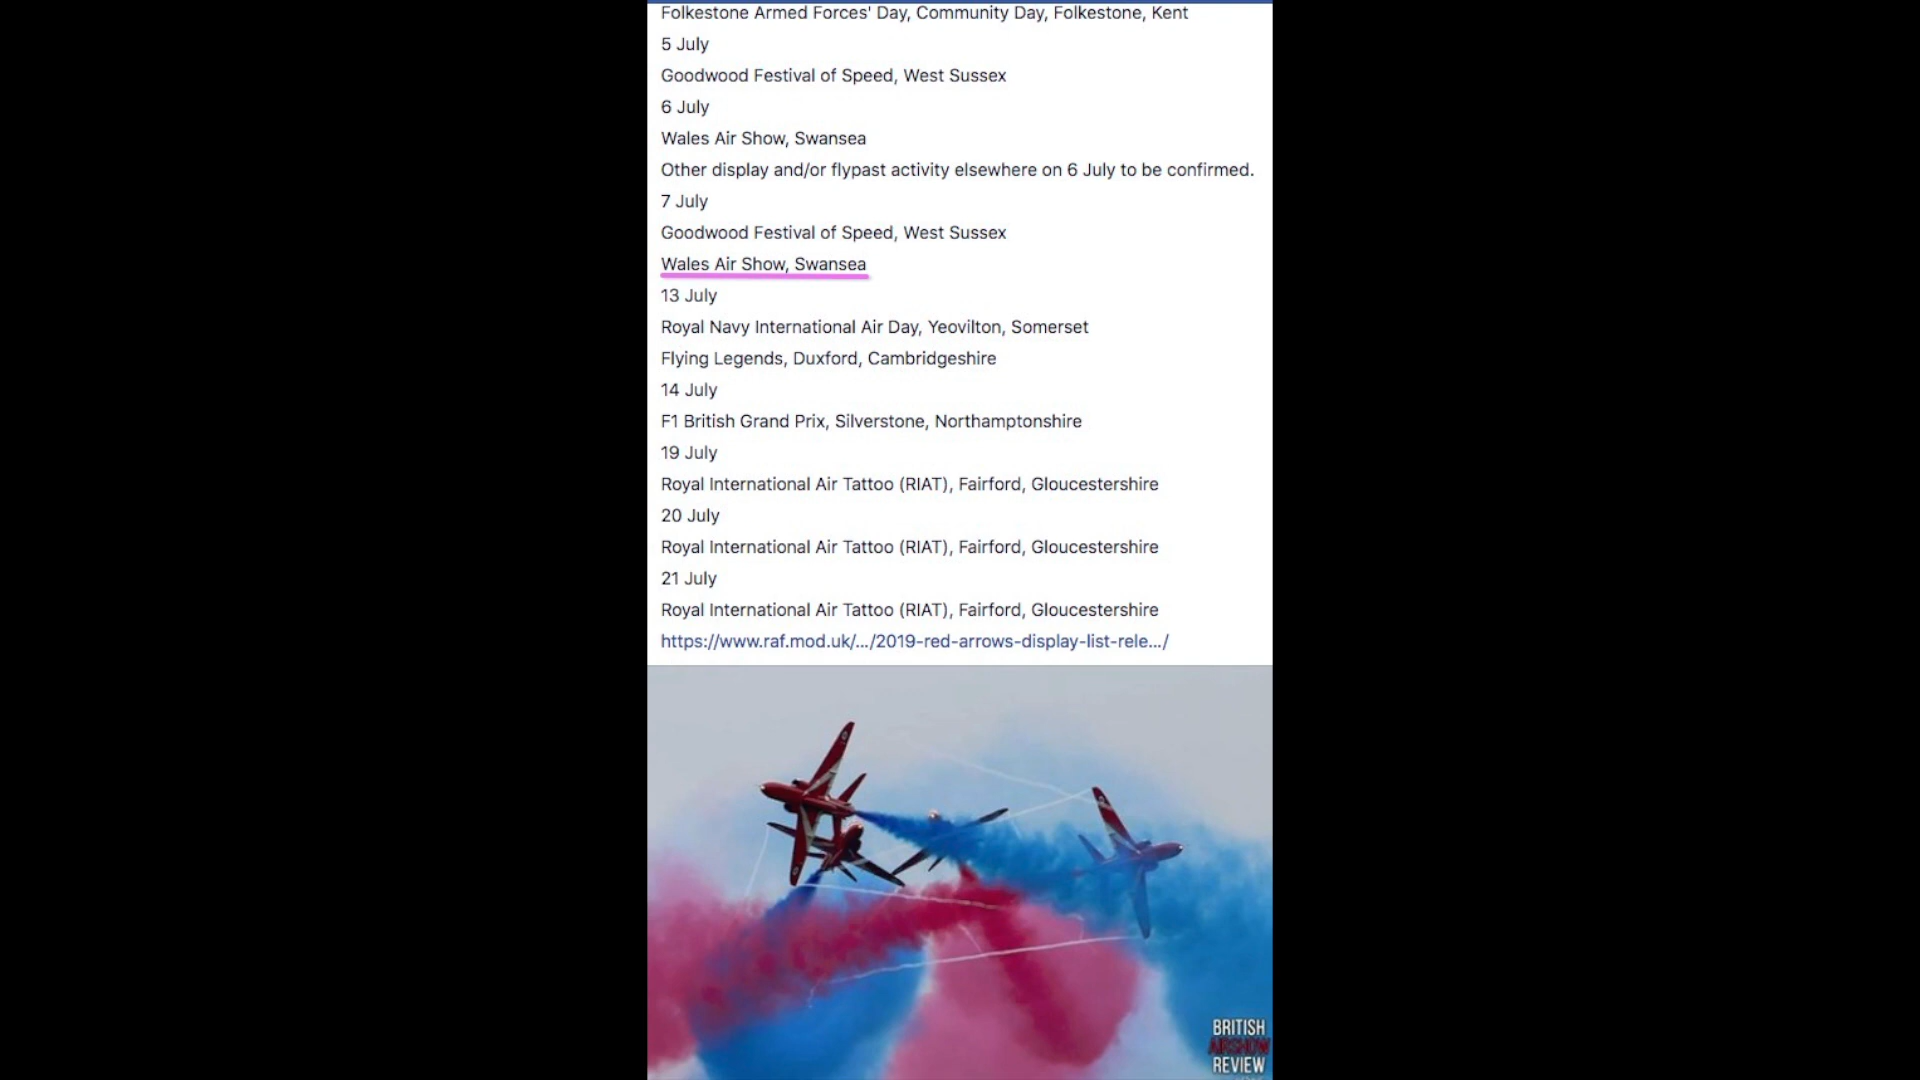 Folkestone Armed Forces' Day, Community Day, Folkestone, Kent
5 July
Goodwood Festival of Speed, West Sussex
6 July
Wales Air Show, Swansea
Other display and/or flypast activity elsewhere on 6 July to be confirmed.
7 July
Goodwood Festival of Speed, West Sussex
Wales Air Show, Swansea
13 July
Royal Navy International Air Day, Yeovilton, Somerset
Flying Legends, Duxford, Cambridgeshire
14 July
F1 British Grand Prix, Silverstone, Northamptonshire
19 July
Royal International Air Tattoo (RIAT), Fairford, Gloucestershire
20 July
Royal International Air Tattoo (RIAT), Fairford, Gloucestershire
21 July
Royal International Air Tattoo (RIAT), Fairford, Gloucestershire
https://www.raf.mod.uk/.../2019-red-arrows-display-list-rele.../
BRITISH
AIRSHOW
REVIEW